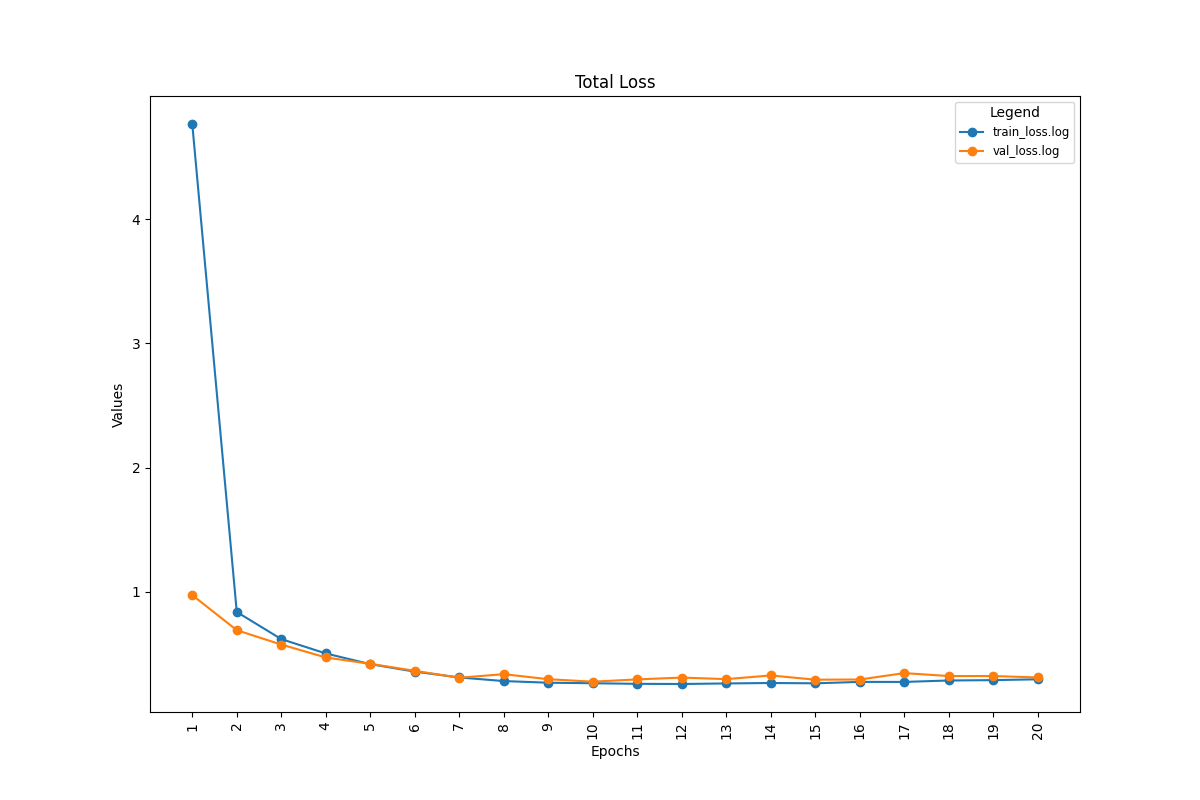 Total Loss
Legend
train_loss.log
val_loss.log
4
3
2
1
Values
1 2 3 4 5 6 7 8 9 10 11 12 13 14 15 16 17 18 19 20
Epochs